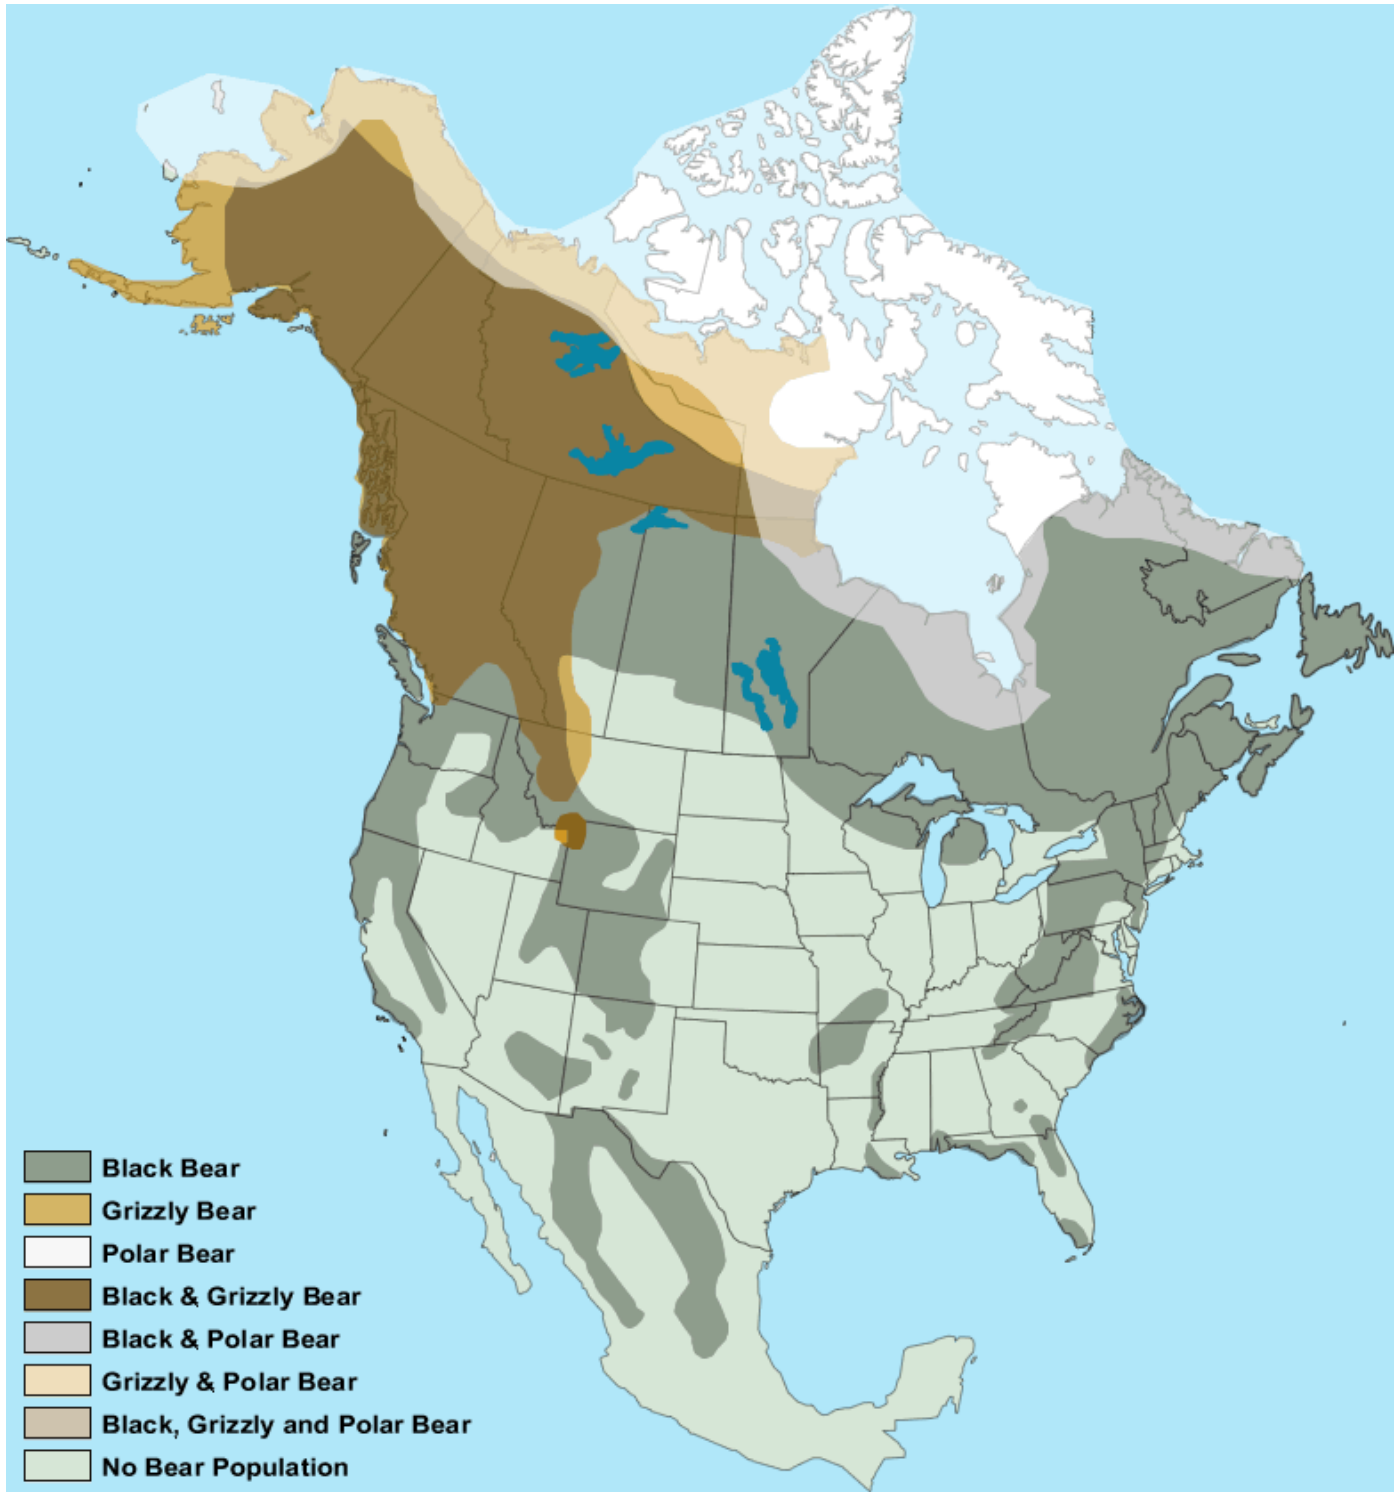 Black Bear
Grizzly Bear
Polar Bear
Black & Grizzly Bear
Black & Polar Bear
Grizzly & Polar Bear
Black, Grizzly and Polar Bear
No Bear Population